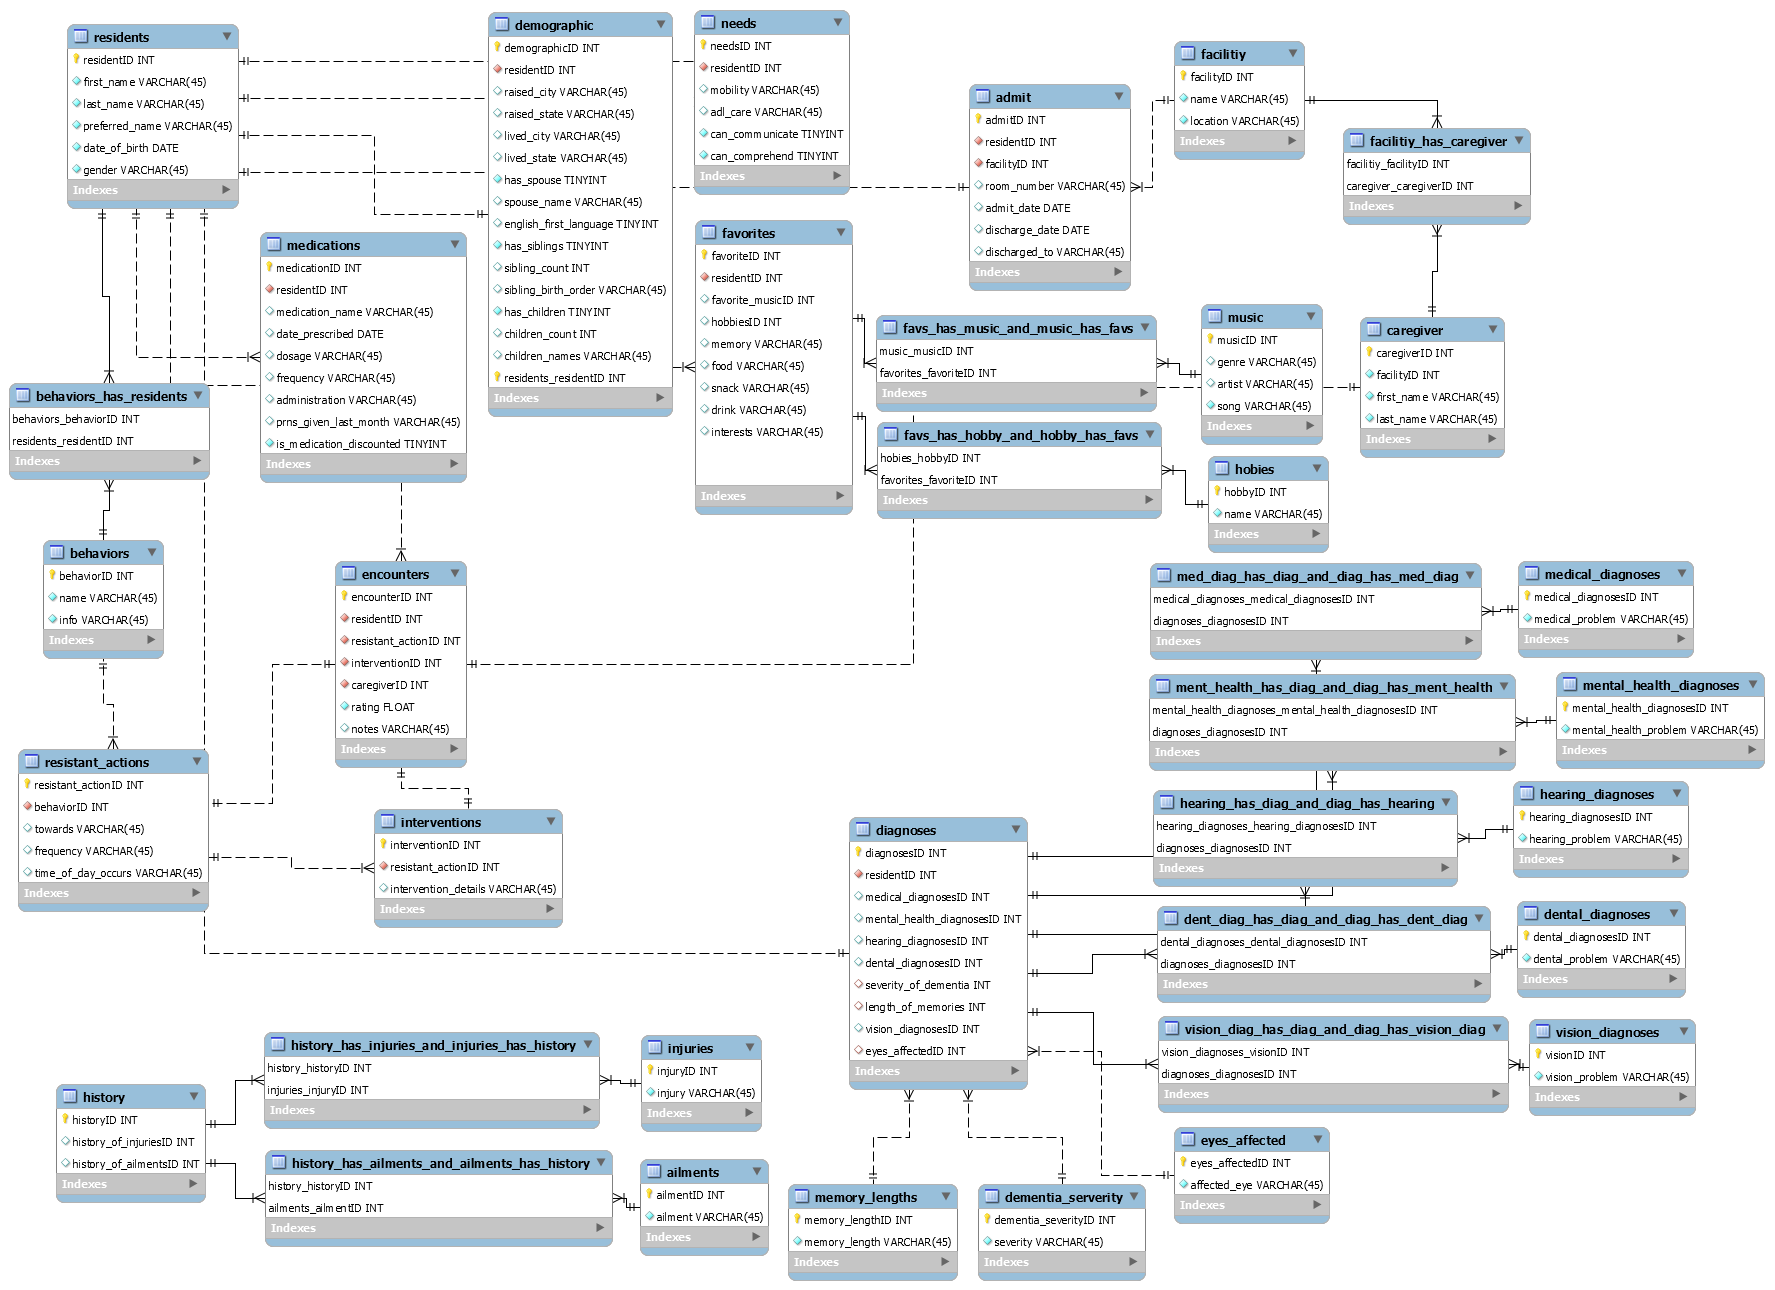 residents
residentID INT
first_name VARCHAR(45)
last_name VARCHAR(45)
preferred_name VARCHAR(45)
date_of_birth DATE
gender VARCHAR(45)
Indexes
demographic
demographicID INT
residentID INT
raised_city VARCHAR(45)
raised_state VARCHAR(45)
lived_city VARCHAR(45)
lived_state VARCHAR(45)
has_spouse TINYINT
spouse_name VARCHAR(45)
english_first_language TINYINT
has_siblings TINYINT
sibling_count INT
sibling_birth_order VARCHAR(45)
has_children TINYINT
children_count INT
children_names VARCHAR(45)
residents_residentID INT
Indexes
needs
needsID INT
residentID INT
mobility VARCHAR(45)
adl_care VARCHAR(45)
can_communicate TINYINT
can_comprehend TINYINT
Indexes
admit
admitID INT
residentID INT
facilityID INT
room_number VARCHAR(45)
admit_date DATE
discharge_date DATE
discharged_to VARCHAR(45)
Indexes
facilitiy
facilityID INT
name VARCHAR(45)
location VARCHAR(45)
Indexes
facilitiy_has_caregiver
facilitiy_facilityID INT
caregiver_caregiverID INT
Indexes
medications
medicationID INT
residentID INT
medication_name VARCHAR(45)
date_prescribed DATE
dosage VARCHAR(45)
frequency VARCHAR(45)
administration VARCHAR(45)
prns_given_last_month VARCHAR(45)
is_medication_discounted TINYINT
Indexes
favorites
favoriteID INT
residentID INT
favorite_musicID INT
hobbiesID INT
memory VARCHAR(45)
food VARCHAR(45)
snack VARCHAR(45)
drink VARCHAR(45)
interests VARCHAR(45)
Indexes
favs_has_music_and_music_has_favs
music_musicID INT
favorites_favoriteID INT
Indexes
music
musicID INT
genre VARCHAR(45)
artist VARCHAR(45)
song VARCHAR(45)
Indexes
caregiver
caregiverID INT
facilityID INT
first_name VARCHAR(45)
last_name VARCHAR(45)
Indexes
behaviors_has_residents
behaviors_behaviorID INT
residents_residentID INT
Indexes
favs_has_hobby_and_hobby_has_favs
hobies_hobbyID INT
favorites_favoriteID INT
Indexes
hobies
hobbyID INT
name VARCHAR(45)
Indexes
behaviors
behaviorID INT
name VARCHAR(45)
info VARCHAR(45)
Indexes
encounters
encounterID INT
residentID INT
resistant_actionID INT
interventionID INT
caregiverID INT
rating FLOAT
notes VARCHAR(45)
Indexes
med_diag_has_diag_and_diag_has_med_diag
medical_diagnoses_medical_diagnosesID INT
diagnoses_diagnosesID INT
Indexes
medical_diagnoses
medical_diagnosesID INT
medical_problem VARCHAR(45)
Indexes
ment_health_has_diag_and_diag_has_ment_health
mental_health_diagnoses_mental_health_diagnosesID INT
diagnoses_diagnosesID INT
Indexes
mental_health_diagnoses
mental_health_diagnosesID INT
mental_health_problem VARCHAR(45)
Indexes
resistant_actions
resistant_actionID INT
behaviorID INT
towards VARCHAR(45)
frequency VARCHAR(45)
time_of_day_occurs VARCHAR(45)
Indexes
interventions
interventionID INT
resistant_actionID INT
intervention_details VARCHAR(45)
Indexes
hearing_has_diag_and_diag_has_hearing
hearing_diagnoses_hearing_diagnosesID INT
diagnoses_diagnosesID INT
Indexes
hearing_diagnoses
hearing_diagnosesID INT
hearing_problem VARCHAR(45)
Indexes
diagnoses
diagnosesID INT
residentID INT
medical_diagnosesID INT
mental_health_diagnosesID INT
hearing_diagnosesID INT
dental_diagnosesID INT
severity_of_dementia INT
length_of_memories INT
vision_diagnosesID INT
eyes_affectedID INT
Indexes
dent_diag_has_diag_and_diag_has_dent_diag
dental_diagnoses_dental_diagnosesID INT
diagnoses_diagnosesID INT
Indexes
dental_diagnoses
dental_diagnosesID INT
dental_problem VARCHAR(45)
Indexes
vision_diag_has_diag_and_diag_has_vision_diag
vision_diagnoses_visionID INT
diagnoses_diagnosesID INT
Indexes
vision_diagnoses
visionID INT
vision_problem VARCHAR(45)
Indexes
history
historyID INT
history_of_injuriesID INT
history_of_ailmentsID INT
Indexes
history_has_injuries_and_injuries_has_history
history_historyID INT
injuries_injuryID INT
Indexes
injuries
injuryID INT
injury VARCHAR(45)
Indexes
history_has_ailments_and_ailments_has_history
history_historyID INT
ailments_ailmentID INT
Indexes
ailments
ailmentID INT
ailment VARCHAR(45)
Indexes
memory_lengths
memory_lengthID INT
memory_length VARCHAR(45)
Indexes
dementia_serverity
dementia_severityID INT
severity VARCHAR(45)
Indexes
eyes_affected
eyes_affectedID INT
affected_eye VARCHAR(45)
Indexes